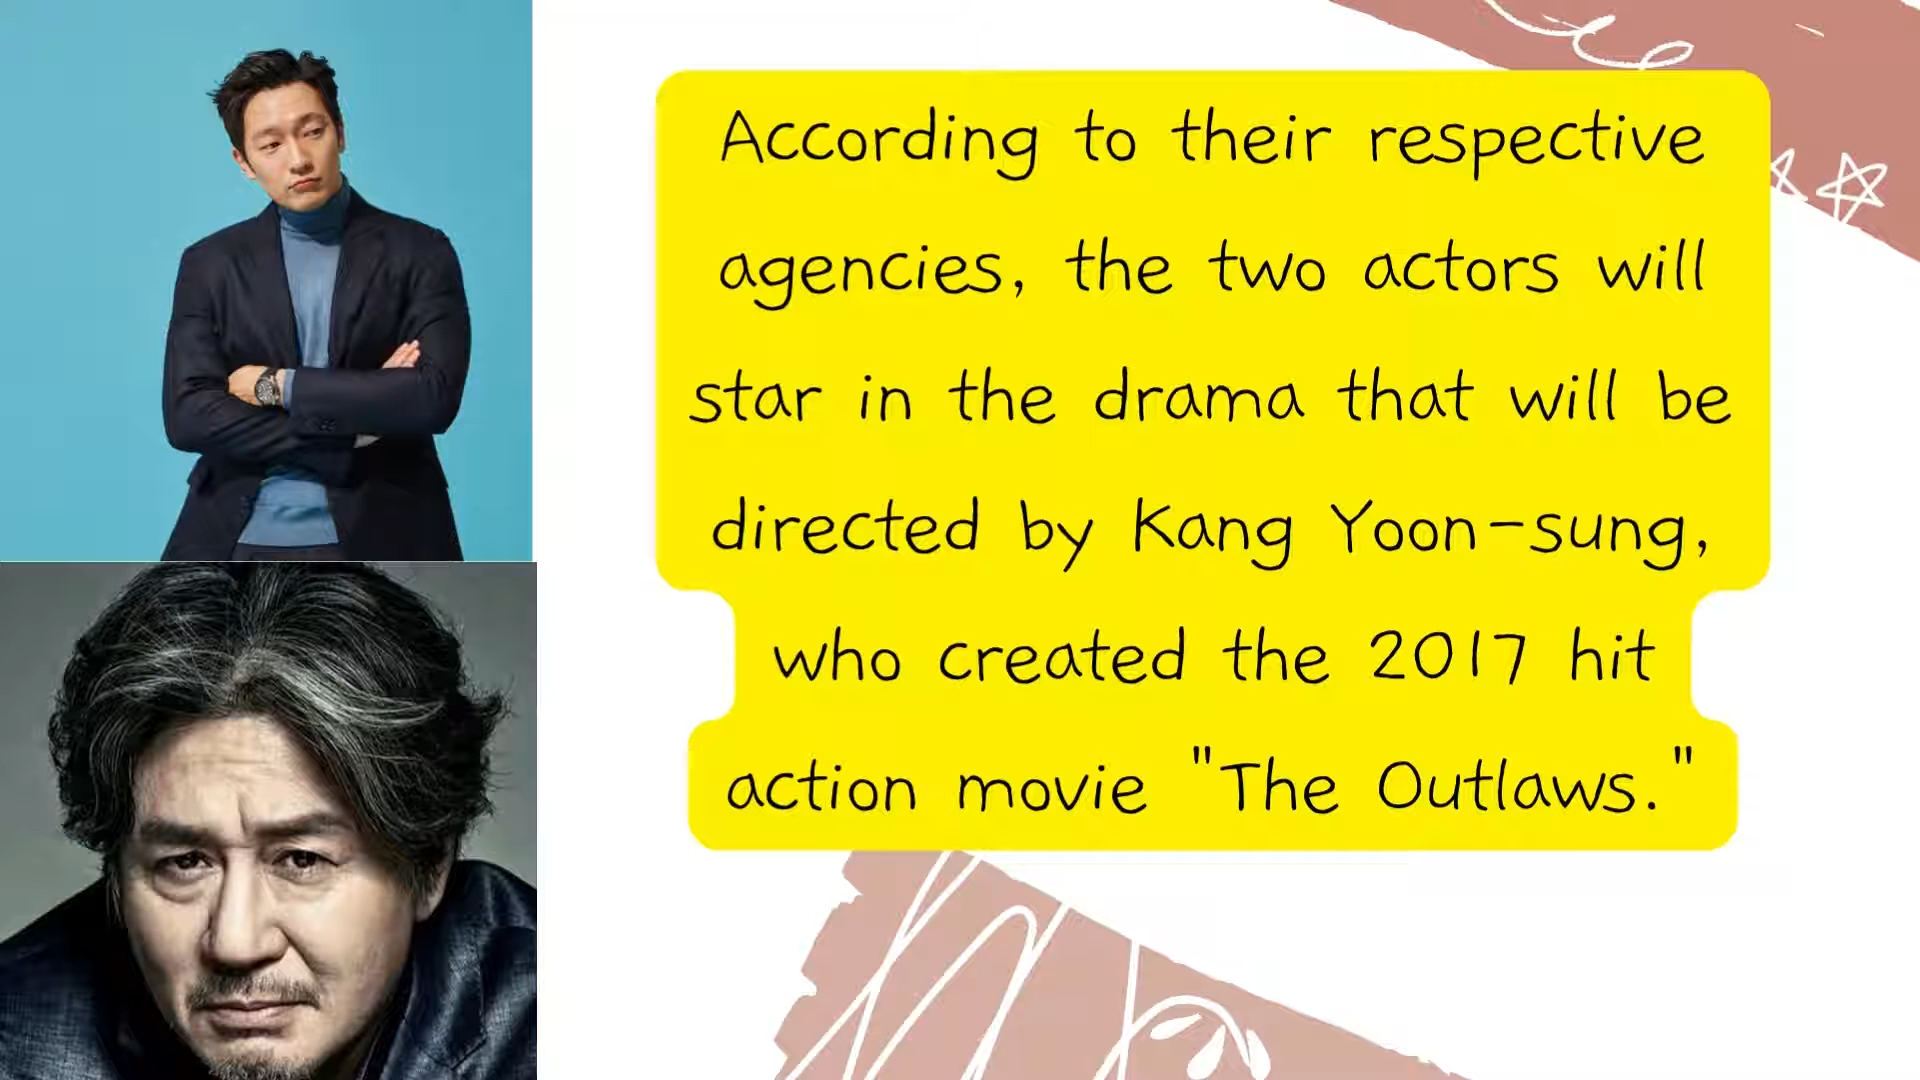 According to their respective
agencies, the two actors will
star in the drama that will be
directed by Kang Yoon-sung,
who created the 2017 hit
action movie "The Outlaws."